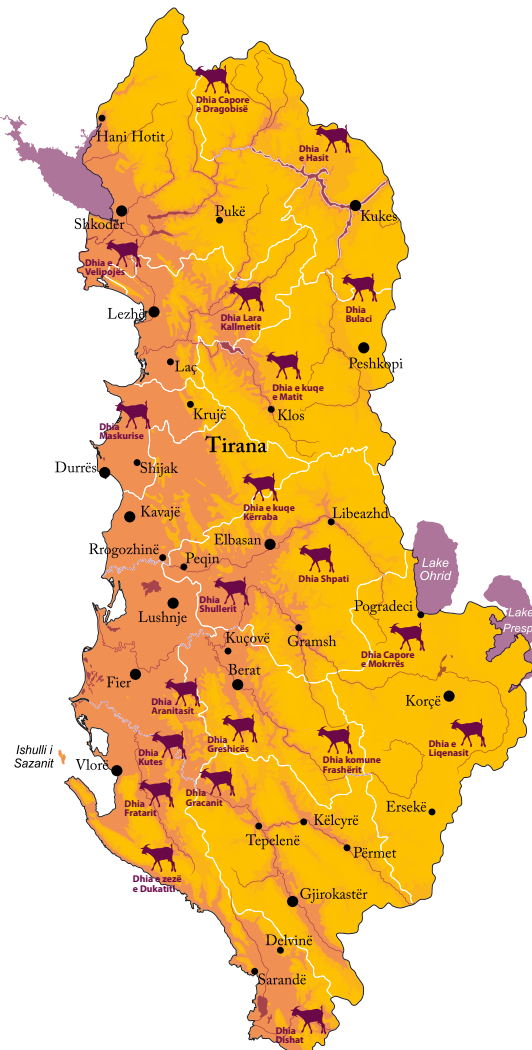 Dhia Capore
e Dragobisë
Hani Hotit
Dhia
e Hasit
Pukë
Kukes
Shkodër
Dhia e
Velipojës
Lezhë
Dhia Lara
Kallmetit
Dhia
Bulaci
Laç
Peshkopi
Dhia e kuqe
e Matit
Krujë
Klos
Dhia
Maskurise
Tirana
Durrës
Shijak
Dhia e kuqe
Kërraba
Kavajë
Libeazhd
Elbasan
Rrogozhinë
Peqin
Dhia Shpati
Lake
Ohrid
Dhia
Shullerit
Lushnje
Pogradeci
Lake
Presp
Kuçovë
Gramsh
Dhia Capore
e Mokrrës
Berat
Fier
Dhia
Aranitasit
Korçë
Dhia
Greshicës
Dhia e
Liqenasit
Ishulli i
Sazanit
Dhia
Kutes
Dhia komune
Frashërit
Vlorë
Dhia
Gracanit
Dhia
Fratarit
Ersekë
Këlcyrë
Tepelenë
Përmet
Dhia e zezë
e Dukatitt
Gjirokastër
Delvinë
Sarandë
Dhia
Dishat